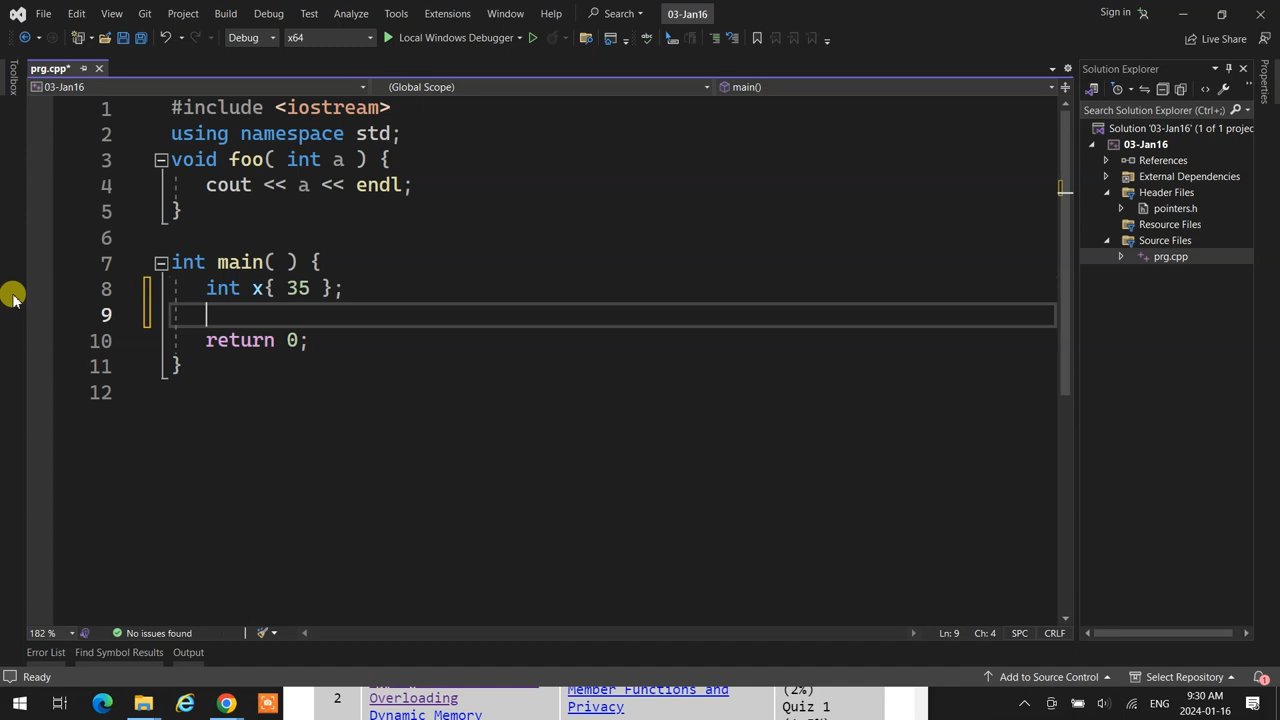 File Edit View Git Project Build Debug Test Analyze Tools Extensions Window Help Search 03-Jan16 Sign in
Debug x64 Local Windows Debugger Live Share
Toolbox
prg.cpp*
03-Jan16 (Global Scope) main()
1 #include <iostream>
2 using namespace std;
3 void foo( int a ) {
4 cout << a << endl;
5 }
6
7 int main( ) {
8 int x{ 35 };
9
10 return 0;
11 }
12
Solution Explorer
Search Solution Explorer (Ctrl+;)
Solution '03-Jan16' (1 of 1 projec
03-Jan16
References
External Dependencies
Header Files
pointers.h
Resource Files
Source Files
prg.cpp
Properties
182 % No issues found Ln: 9 Ch: 4 SPC CRLF
Error List Find Symbol Results Output
Ready Add to Source Control Select Repository 1
2 Overloading
Dynamic Memory
Member Functions and
Privacy
(2%)
Quiz 1
9:30 AM
2024-01-16